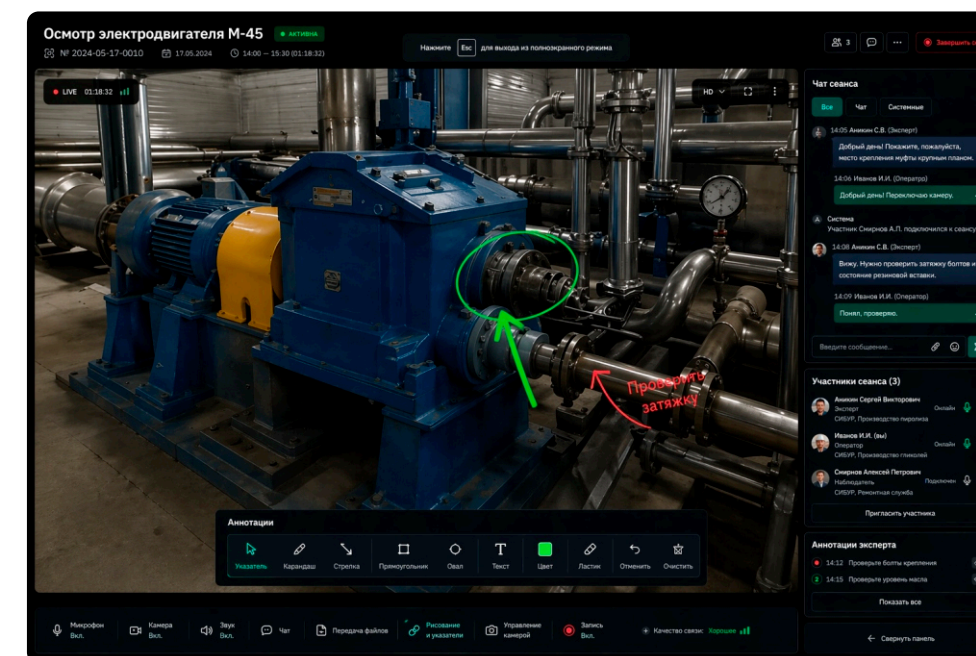 Осмотр электродвигателя М-45
АКТИВНА
№ 2024-05-17-0010
17.05.2024
14:00 — 15:30 (01:18:32)
Нажмите Esc для выхода из полноэкранного режима
3
Завершить
LIVE 01:18:32
HD
Проверить
затяжку
Аннотации
Указатель
Карандаш
Стрелка
Прямоугольник
Овал
Текст
Цвет
Ластик
Отменить
Очистить
Микрофон
Вкл.
Камера
Вкл.
Звук
Вкл.
Чат
Передача файлов
Рисование
и указатели
Управление
камерой
Запись
Вкл.
Качество связи: Хорошее
Чат сеанса
Все
Чат
Системные
14:05 Аникин С.В. (Эксперт)
Добрый день! Покажите, пожалуйста,
место крепления муфты крупным планом.
14:06 Иванов И.И. (Оператор)
Добрый день! Переключаю камеру.
Система
Участник Смирнов А.Л. подключился к сеансу
14:08 Аникин С.В. (Эксперт)
Вижу. Нужно проверить затяжку болтов и
состояние резиновой вставки.
14:09 Иванов И.И. (Оператор)
Понял, проверяю.
Введите сообщение...
Участники сеанса (3)
Аникин Сергей Викторович
Эксперт
Онлайн
СИБУР, Производство пиролиза
Иванов И.И. (вы)
Оператор
Онлайн
СИБУР, Производство гликолей
Смирнов Алексей Петрович
Наблюдатель
Подключен
СИБУР, Ремонтная служба
Пригласить участника
Аннотации эксперта
14:12 Проверьте болты крепления
2 14:15 Проверьте уровень масла
Показать все
Свернуть панель